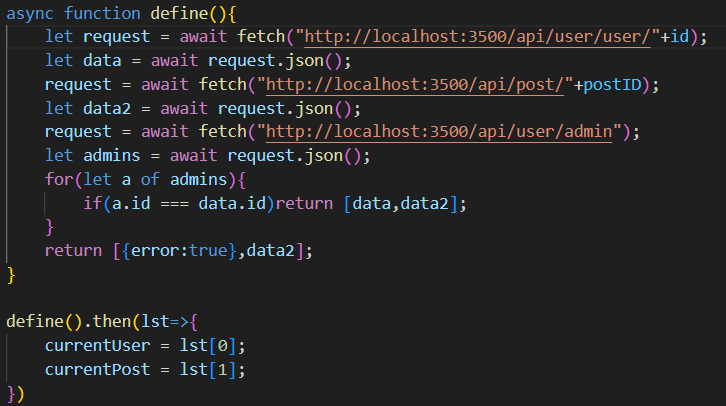 async function define(){
    let request = await fetch("http://localhost:3500/api/user/user/"+id);
    let data = await request.json();
    request = await fetch("http://localhost:3500/api/post/"+postID);
    let data2 = await request.json();
    request = await fetch("http://localhost:3500/api/user/admin");
    let admins = await request.json();
    for(let a of admins){
        if(a.id === data.id)return [data,data2];
    }
    return [{error:true},data2];
}

define().then(lst=>{
    currentUser = lst[0];
    currentPost = lst[1];
})